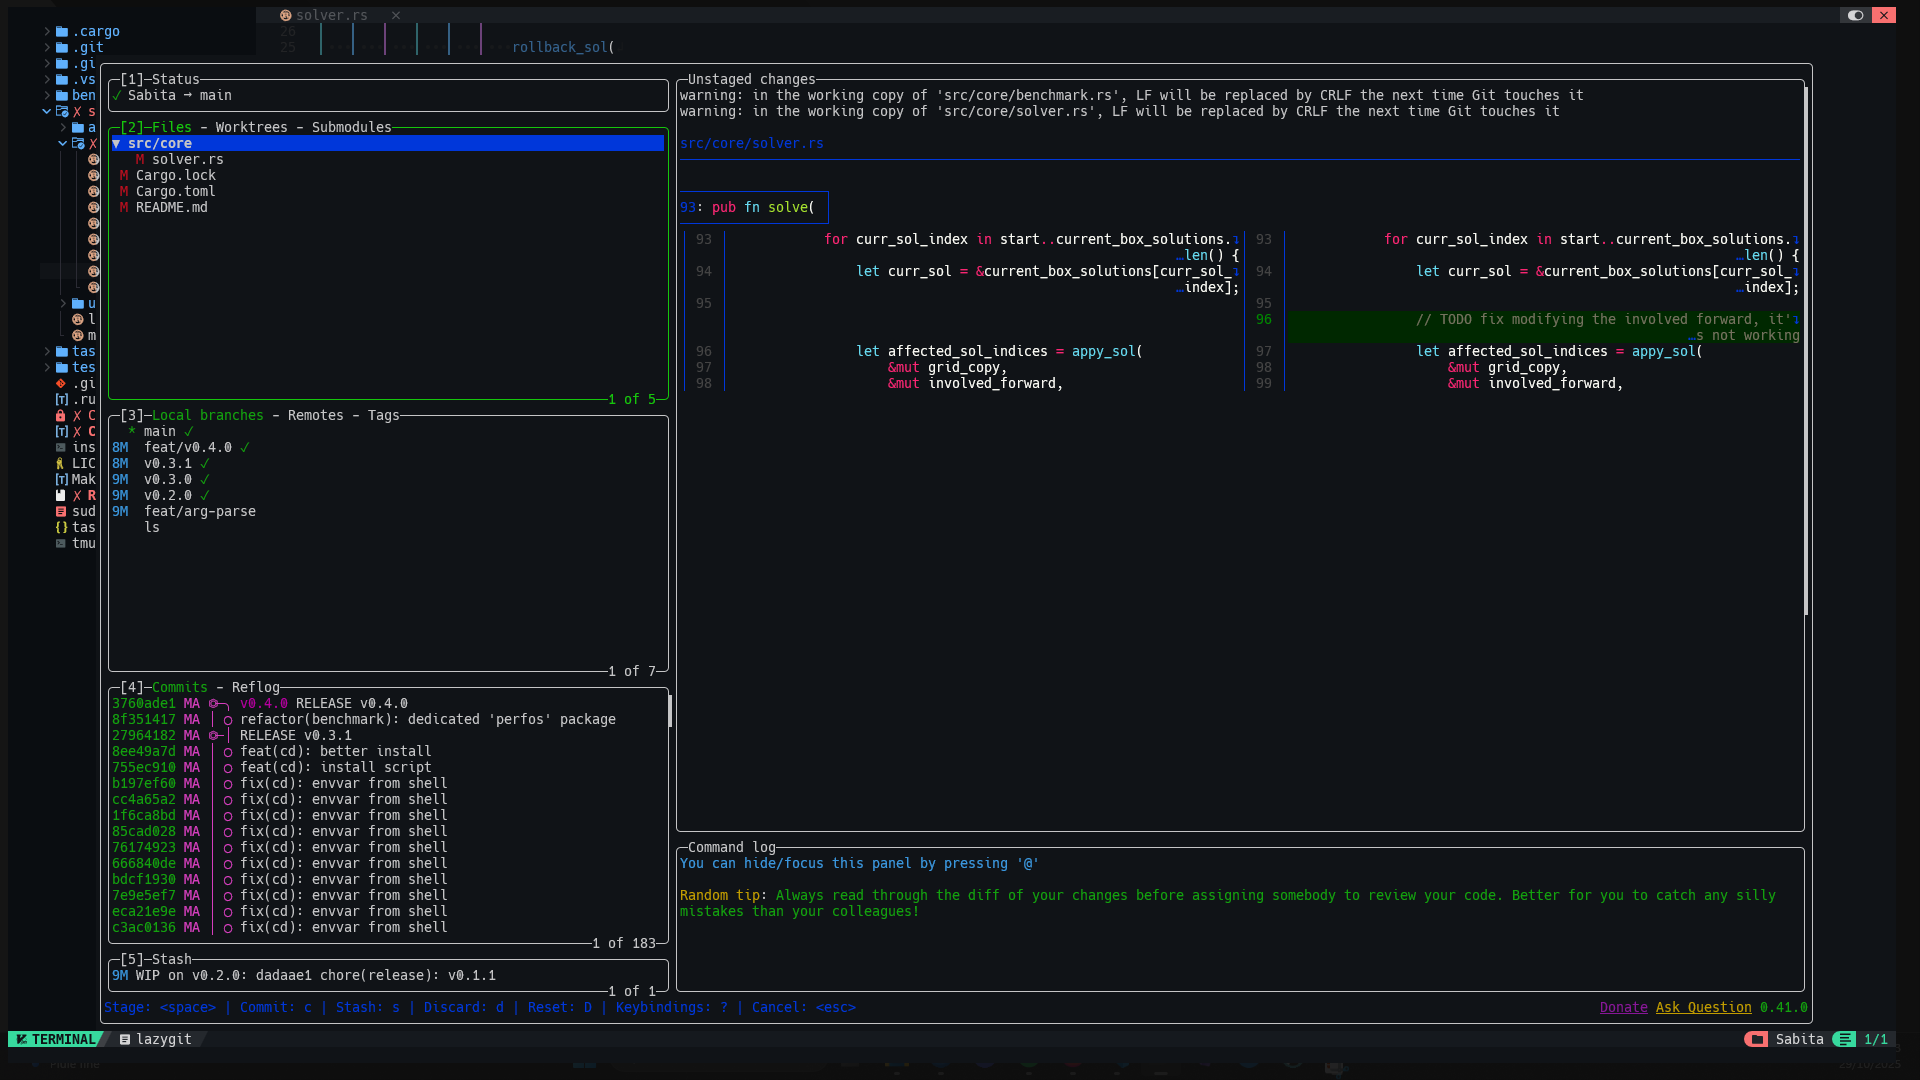 solver.rs ×
26
25 rollback_sol(
.cargo
.git
.gi
.vs
ben
s
a
u
l
m
tas
tes
.gi
.ru
C
C
ins
LIC
Mak
R
sud
tas
tmu
[1]─Status
✓ Sabita → main
[2]─Files - Worktrees - Submodules
▼ src/core
M solver.rs
M Cargo.lock
M Cargo.toml
M README.md
1 of 5
[3]─Local branches - Remotes - Tags
* main ✓
8M feat/v0.4.0 ✓
8M v0.3.1 ✓
9M v0.3.0 ✓
9M v0.2.0 ✓
9M feat/arg-parse
ls
1 of 7
[4]─Commits - Reflog
3760ade1 MA v0.4.0 RELEASE v0.4.0
8f351417 MA refactor(benchmark): dedicated 'perfos' package
27964182 MA RELEASE v0.3.1
8ee49a7d MA feat(cd): better install
755ec910 MA feat(cd): install script
b197ef60 MA fix(cd): envvar from shell
cc4a65a2 MA fix(cd): envvar from shell
1f6ca8bd MA fix(cd): envvar from shell
85cad028 MA fix(cd): envvar from shell
76174923 MA fix(cd): envvar from shell
666840de MA fix(cd): envvar from shell
bdcf1930 MA fix(cd): envvar from shell
7e9e5ef7 MA fix(cd): envvar from shell
eca21e9e MA fix(cd): envvar from shell
c3ac0136 MA fix(cd): envvar from shell
1 of 183
[5]─Stash
9M WIP on v0.2.0: dadaae1 chore(release): v0.1.1
1 of 1
Unstaged changes
warning: in the working copy of 'src/core/benchmark.rs', LF will be replaced by CRLF the next time Git touches it
warning: in the working copy of 'src/core/solver.rs', LF will be replaced by CRLF the next time Git touches it
src/core/solver.rs
93: pub fn solve(
93 for curr_sol_index in start..current_box_solutions.↴ 93 for curr_sol_index in start..current_box_solutions.↴
…len() { …len() {
94 let curr_sol = &current_box_solutions[curr_sol_↴ 94 let curr_sol = &current_box_solutions[curr_sol_↴
…index]; …index];
95 95
96 // TODO fix modifying the involved forward, it'↴
…s not working
96 let affected_sol_indices = appy_sol( 97 let affected_sol_indices = appy_sol(
97 &mut grid_copy, 98 &mut grid_copy,
98 &mut involved_forward, 99 &mut involved_forward,
Command log
You can hide/focus this panel by pressing '@'
Random tip: Always read through the diff of your changes before assigning somebody to review your code. Better for you to catch any silly
mistakes than your colleagues!
Stage: <space> | Commit: c | Stash: s | Discard: d | Reset: D | Keybindings: ? | Cancel: <esc>
Donate Ask Question 0.41.0
TERMINAL lazygit
Sabita 1/1